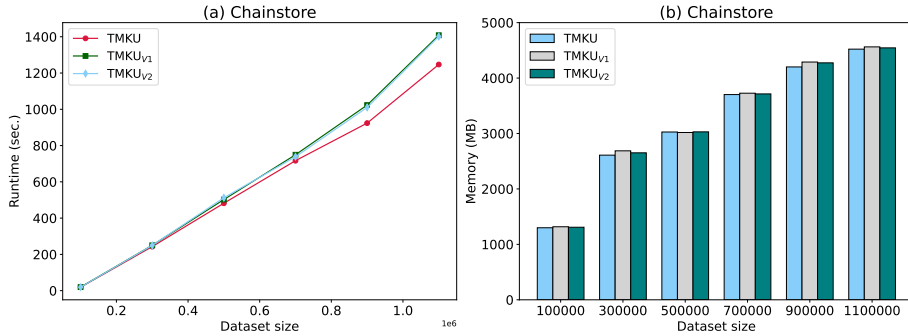 (a) Chainstore
TMKU
TMKU_V1
TMKU_V2
Runtime (sec.)
1400
1200
1000
800
600
400
200
0
0.2 0.4 0.6 0.8 1.0
1e6
Dataset size
(b) Chainstore
TMKU
TMKU_V1
TMKU_V2
Memory (MB)
5000
4000
3000
2000
1000
0
100000 300000 500000 700000 900000 1100000
Dataset size